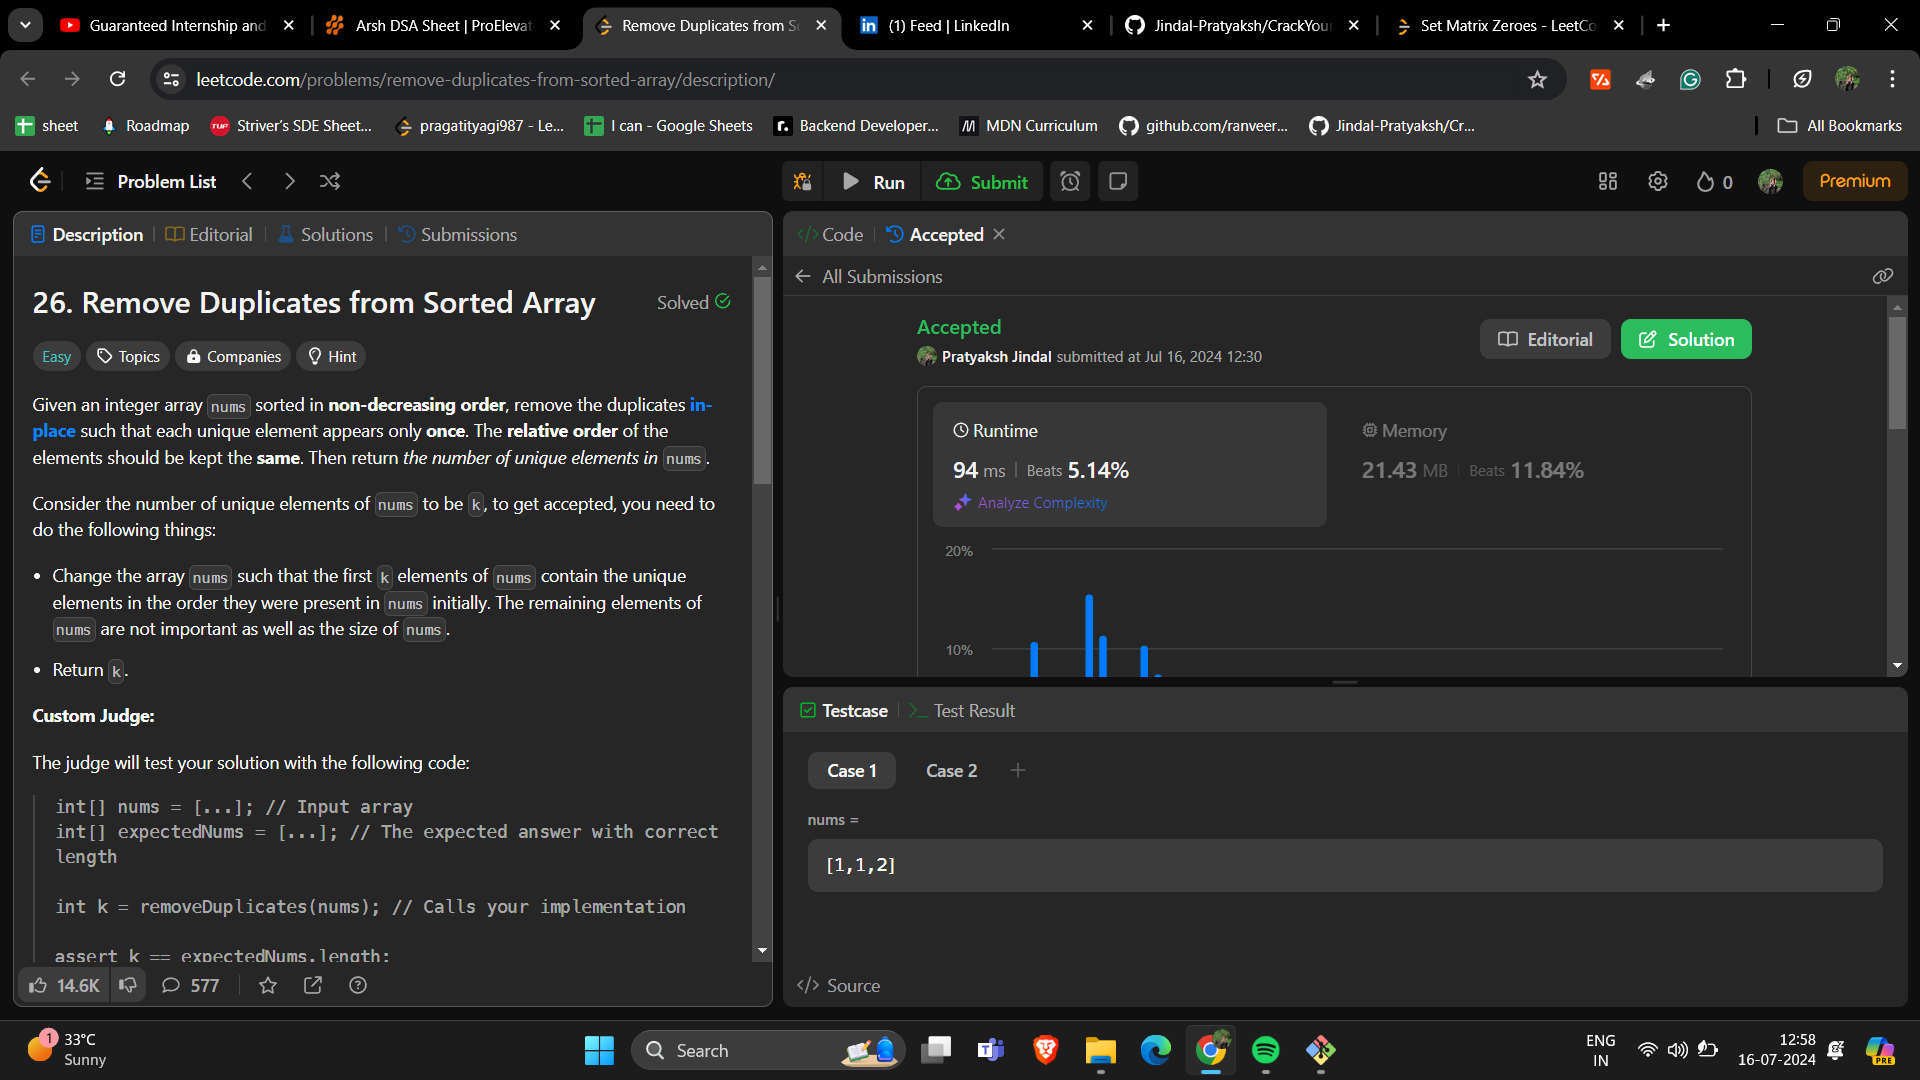 Guaranteed Internship and
Arsh DSA Sheet | ProElevat
Remove Duplicates from So
(1) Feed | LinkedIn
Jindal-Pratyaksh/CrackYour
Set Matrix Zeroes - LeetCo
leetcode.com/problems/remove-duplicates-from-sorted-array/description/
sheet
Roadmap
Striver's SDE Sheet...
pragatityagi987 - Le...
I can - Google Sheets
Backend Developer...
MDN Curriculum
github.com/ranveer...
Jindal-Pratyaksh/Cr...
All Bookmarks
Problem List
Run
Submit
0
Premium
Description
Editorial
Solutions
Submissions
26. Remove Duplicates from Sorted Array
Solved
Easy
Topics
Companies
Hint
Given an integer array nums sorted in non-decreasing order, remove the duplicates in-
place such that each unique element appears only once. The relative order of the
elements should be kept the same. Then return the number of unique elements in nums.
Consider the number of unique elements of nums to be k, to get accepted, you need to
do the following things:
• Change the array nums such that the first k elements of nums contain the unique
elements in the order they were present in nums initially. The remaining elements of
nums are not important as well as the size of nums.
• Return k.
Custom Judge:
The judge will test your solution with the following code:
int[] nums = [...]; // Input array
int[] expectedNums = [...]; // The expected answer with correct
length
int k = removeDuplicates(nums); // Calls your implementation
assert k == expectedNums.length;
14.6K
577
Code
Accepted
All Submissions
Accepted
Pratyaksh Jindal submitted at Jul 16, 2024 12:30
Editorial
Solution
Runtime
94 ms | Beats 5.14%
Analyze Complexity
Memory
21.43 MB | Beats 11.84%
20%
10%
Testcase
Test Result
Case 1
Case 2
nums =
[1,1,2]
Source
1
33°C
Sunny
Search
ENG
IN
12:58
16-07-2024
PRE